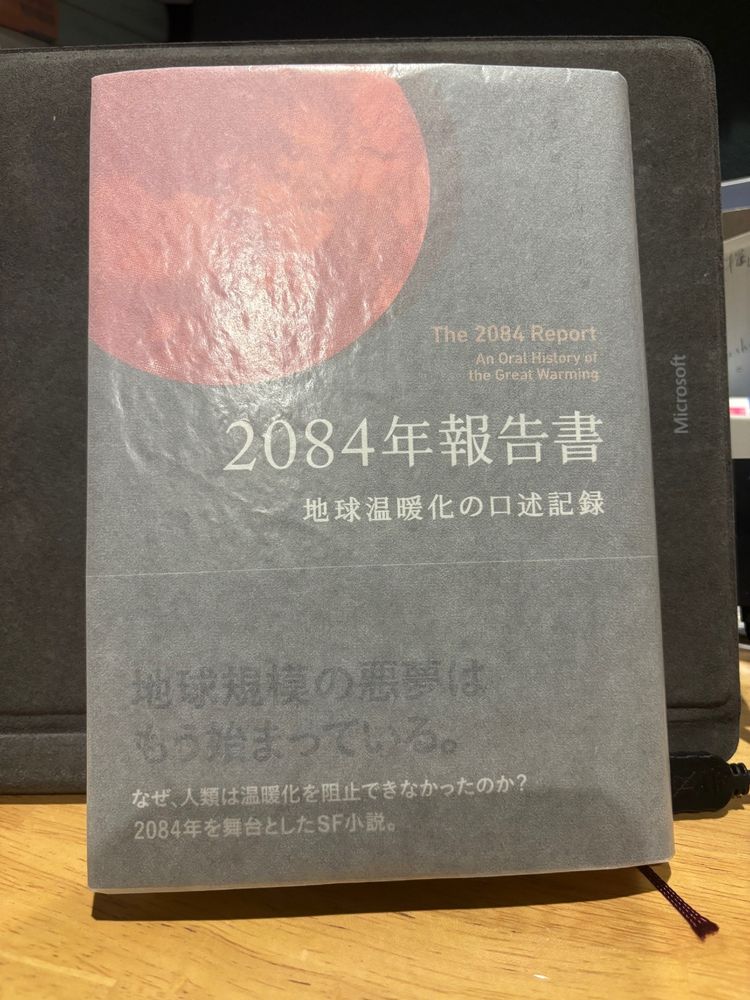 The 2084 Report
An Oral History of
the Great Warming
2084年報告書
地球温暖化の口述記録
地球規模の悪夢は
もう始まっている。
なぜ、人類は温暖化を阻止できなかったのか?
2084年を舞台としたSF小説。
Microsoft